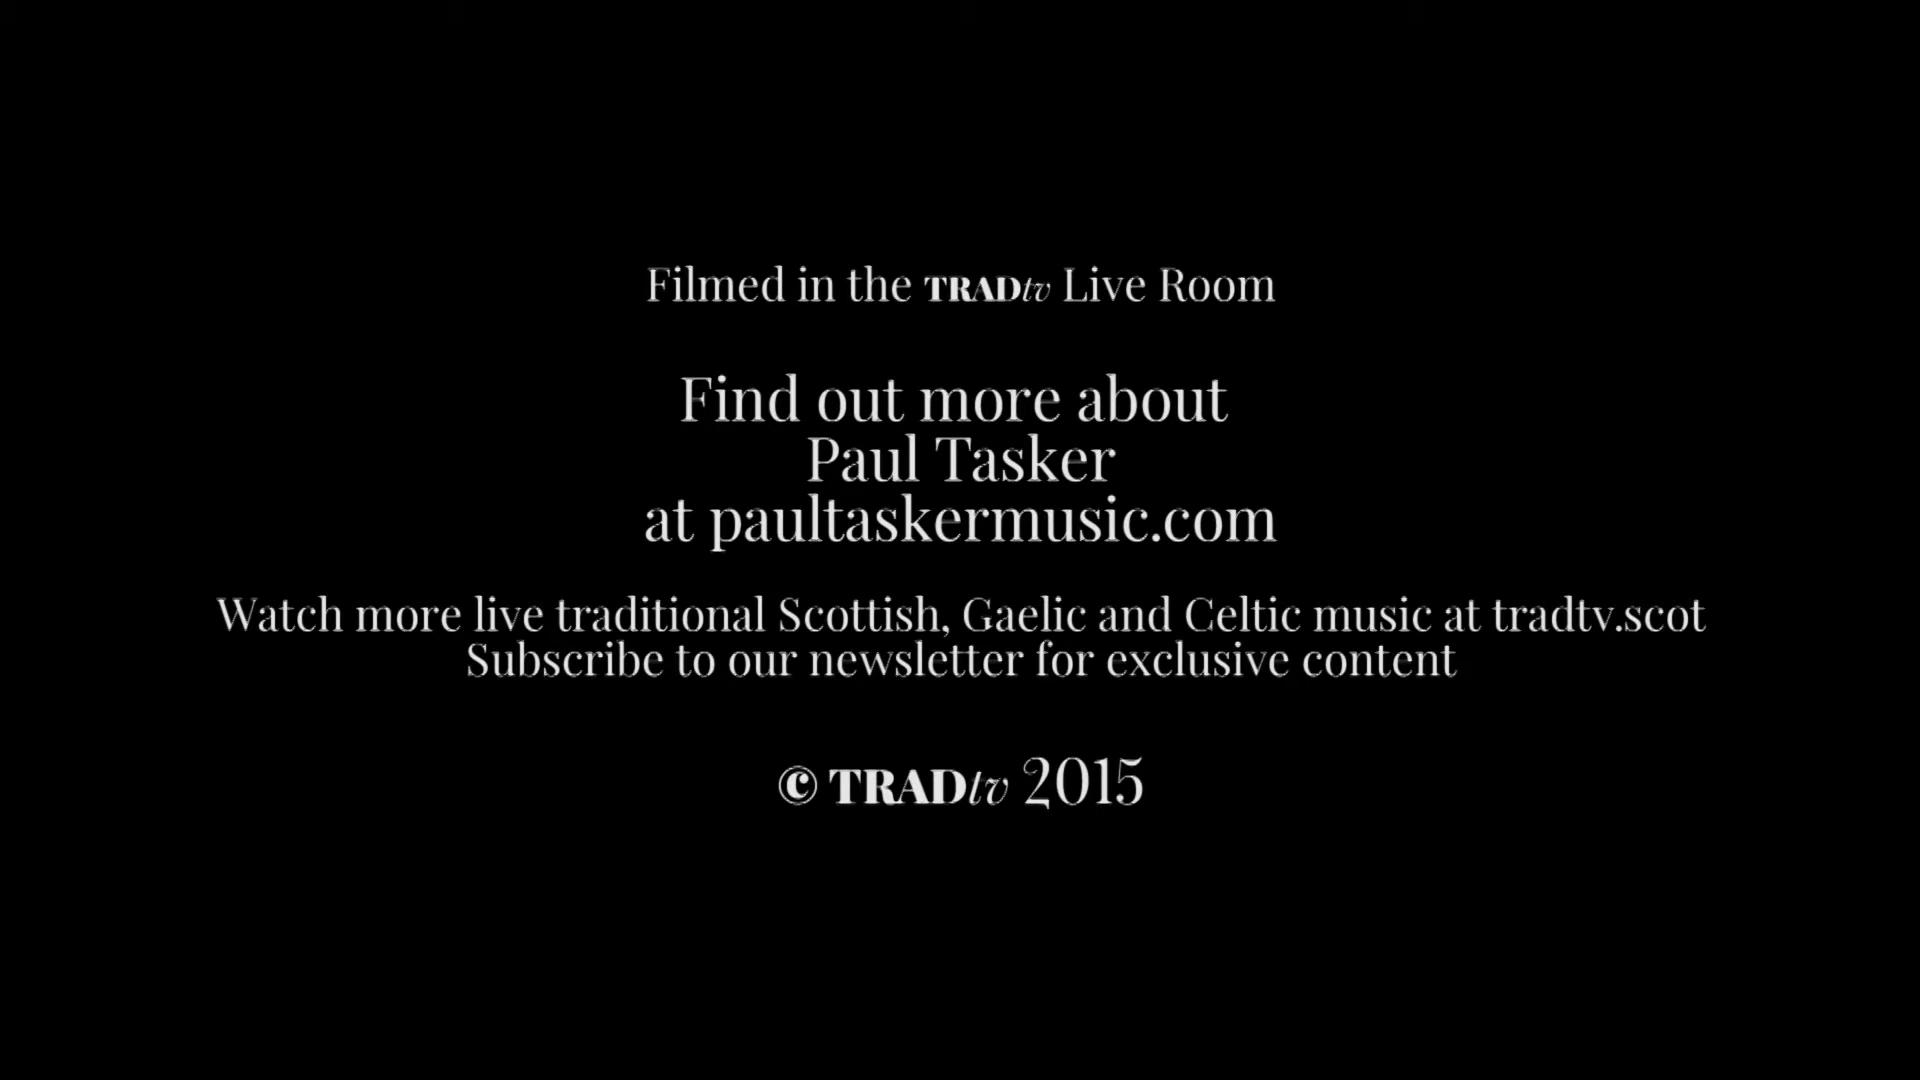 Filmed in the TRADtv Live Room
Find out more about
Paul Tasker
at paultaskermusic.com
Watch more live traditional Scottish, Gaelic and Celtic music at tradtv.scot
Subscribe to our newsletter for exclusive content
© TRADtv 2015